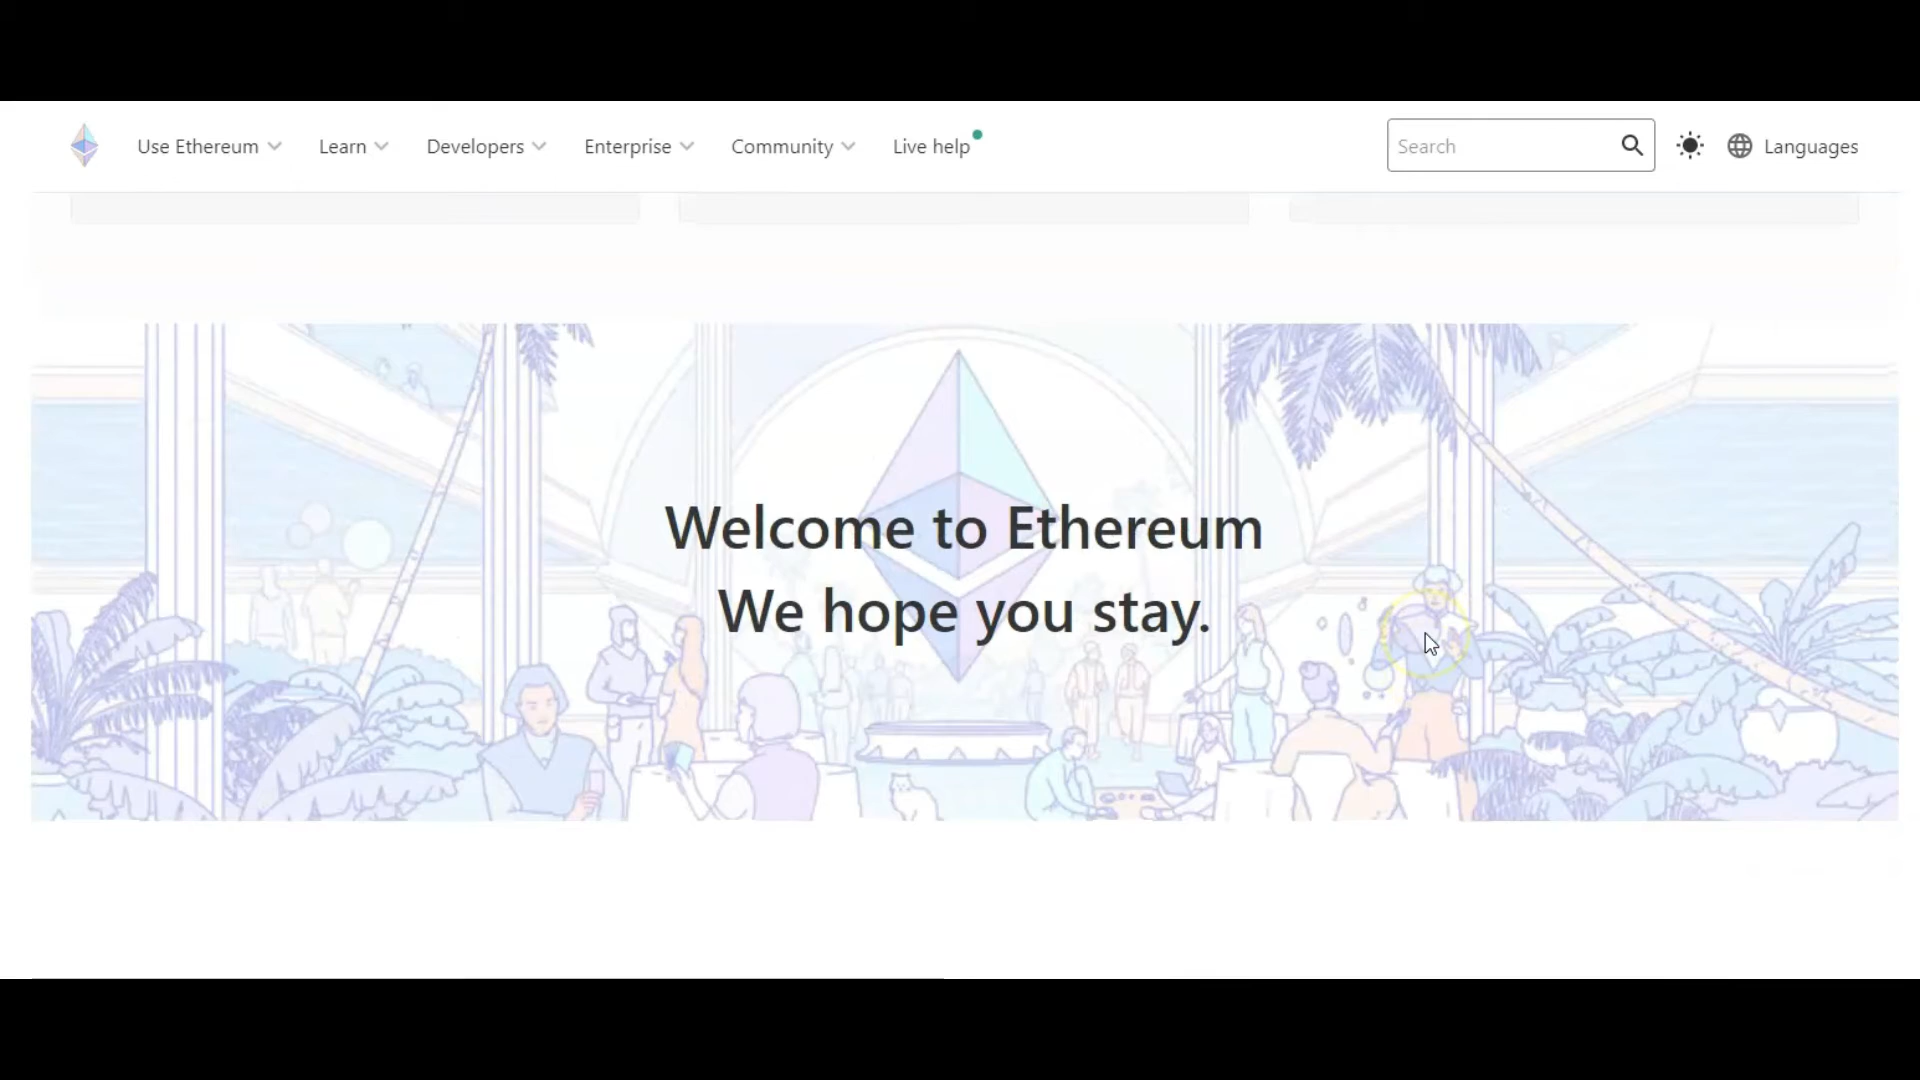 Use Ethereum
Learn
Developers
Enterprise
Community
Live help
Search
Languages
Welcome to Ethereum
We hope you stay.